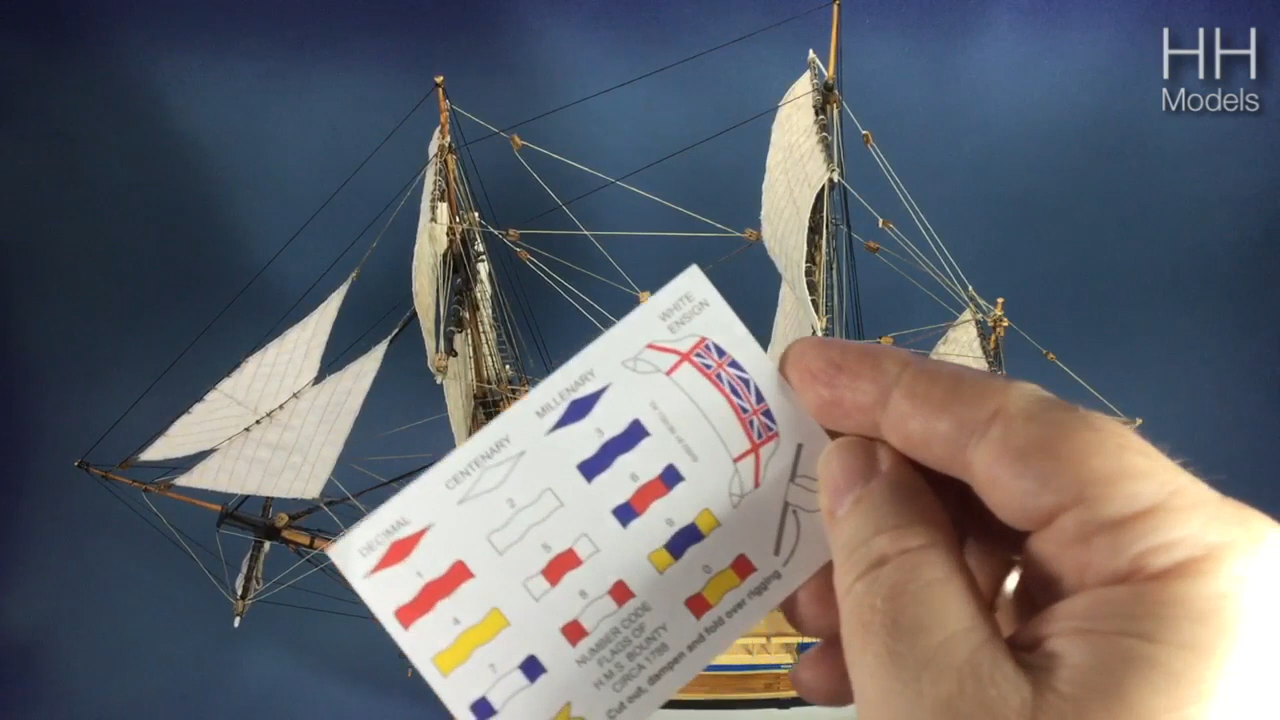 HH
Models
WHITE
ENSIGN
MILLENARY
CENTENARY
DECIMAL
1
2
3
4
5
6
7
8
9
0
NUMBER CODE
FLAGS OF
H.M.S. BOUNTY
CIRCA 1789
Cut out, dampen and fold over rigging